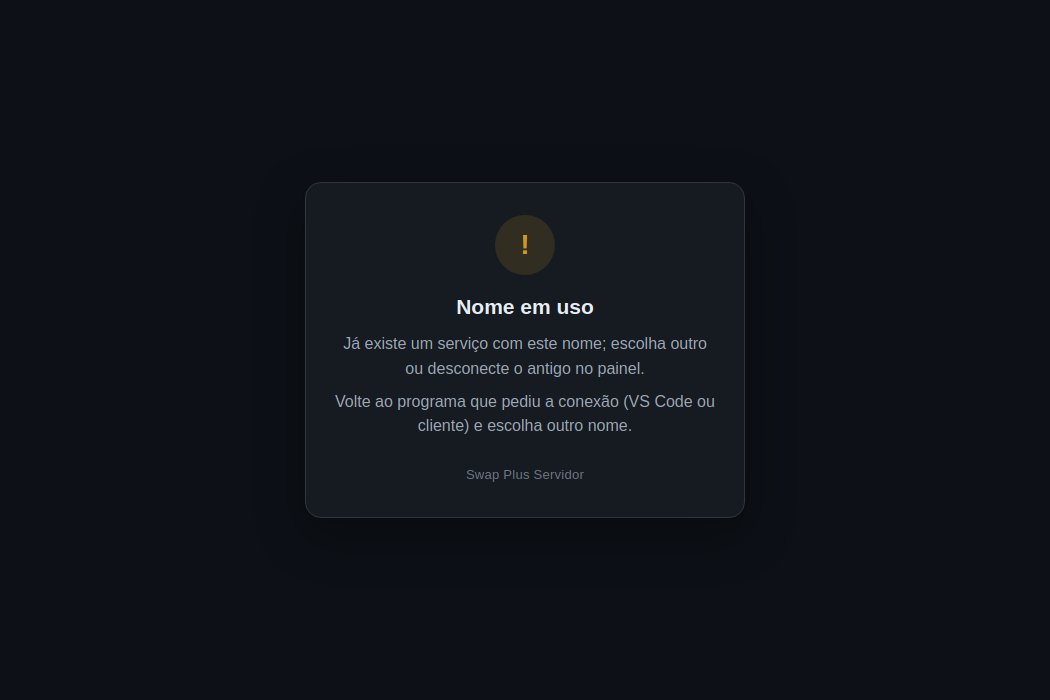 !
Nome em uso
Já existe um serviço com este nome; escolha outro
ou desconecte o antigo no painel.
Volte ao programa que pediu a conexão (VS Code ou
cliente) e escolha outro nome.
Swap Plus Servidor